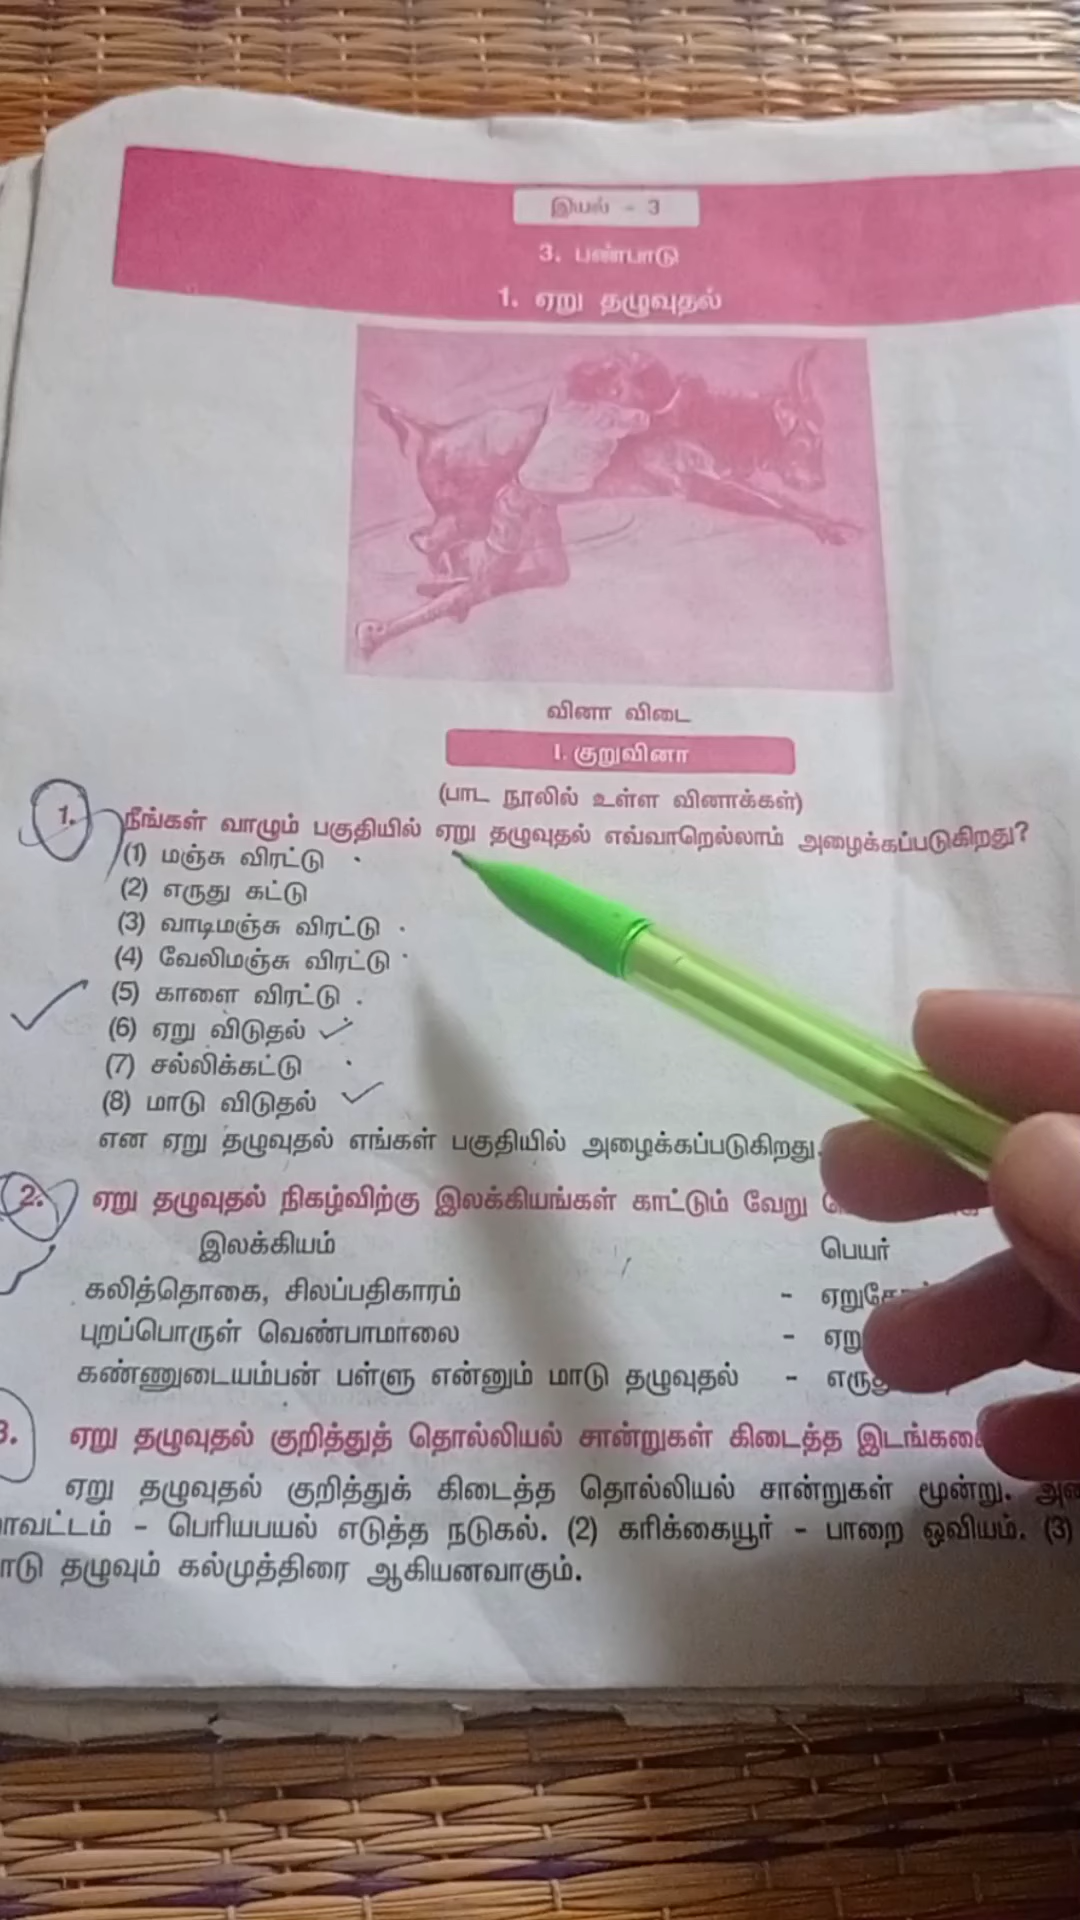 இயல் - 3
3. பண்பாடு
1. ஏறு தழுவுதல்
வினா விடை
I. குறுவினா
(பாட நூலில் உள்ள வினாக்கள்)
1. நீங்கள் வாழும் பகுதியில் ஏறு தழுவுதல் எவ்வாறெல்லாம் அழைக்கப்படுகிறது?
(1) மஞ்சு விரட்டு
(2) எருது கட்டு
(3) வாடிமஞ்சு விரட்டு
(4) வேலிமஞ்சு விரட்டு
(5) காளை விரட்டு
(6) ஏறு விடுதல்
(7) சல்லிக்கட்டு
(8) மாடு விடுதல்
என ஏறு தழுவுதல் எங்கள் பகுதியில் அழைக்கப்படுகிறது.
2. ஏறு தழுவுதல் நிகழ்விற்கு இலக்கியங்கள் காட்டும் வேறு
இலக்கியம் பெயர்
கலித்தொகை, சிலப்பதிகாரம் -
புறப்பொருள் வெண்பாமாலை - ஏறு
கண்ணுடையம்பன் பள்ளு என்னும் மாடு தழுவுதல் -
3. ஏறு தழுவுதல் குறித்துத் தொல்லியல் சான்றுகள் கிடைத்த
ஏறு தழுவுதல் குறித்துக் கிடைத்த தொல்லியல் சான்றுகள் மூன்று.
- பெரியபயல் எடுத்த நடுகல். (2) கரிக்கையூர் - பாறை ஓவியம். (3)
தழுவும் கல்முத்திரை ஆகியனவாகும்.